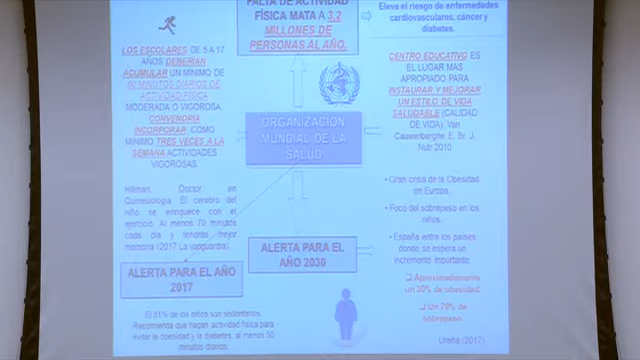 FALTA DE ACTIVIDAD
FÍSICA MATA A 3,2
MILLONES DE
PERSONAS AL AÑO.
Eleva el riesgo de enfermedades
cardiovasculares, cáncer y
diabetes.
LOS ESCOLARES DE 5 A 17
AÑOS DEBERÍAN
ACUMULAR UN MINIMO DE
60 MINUTOS DIARIOS DE
ACTIVIDAD FÍSICA
MODERADA O VIGOROSA.
CONVENDRIA
INCORPORAR COMO
MÍNIMO TRES VECES A LA
SEMANA ACTIVIDADES
VIGOROSAS.
ORGANIZACIÓN
MUNDIAL DE LA
SALUD
CENTRO EDUCATIVO ES
EL LUGAR MÁS
APROPIADO PARA
INSTAURAR Y MEJORAR
UN ESTILO DE VIDA
SALUDABLE (CALIDAD
DE VIDA). Van
Cauwenberghe E. Br. J.
Nutr 2010
Hillman, Doctor en
Quinesiología. El cerebro del
niño se enriquece con el
ejercicio. Al menos 70 minutos
cada día y tendrás mejor
memoria (2017 La vanguardia).
• Gran crisis de la Obesidad
en Europa.
• Foco del sobrepeso en los
niños.
• España entre los países
donde se espera un
incremento importante:
❑ Aproximadamente
un 20% de obesidad.
❑ Un 70% de
sobrepeso.
Ureña (2017)
ALERTA PARA EL
AÑO 2030
ALERTA PARA EL AÑO
2017
El 81% de los niños son sedentarios.
Recomienda que hagan actividad física para
evitar la obesidad y la diabetes, al menos 50
minutos diarios.